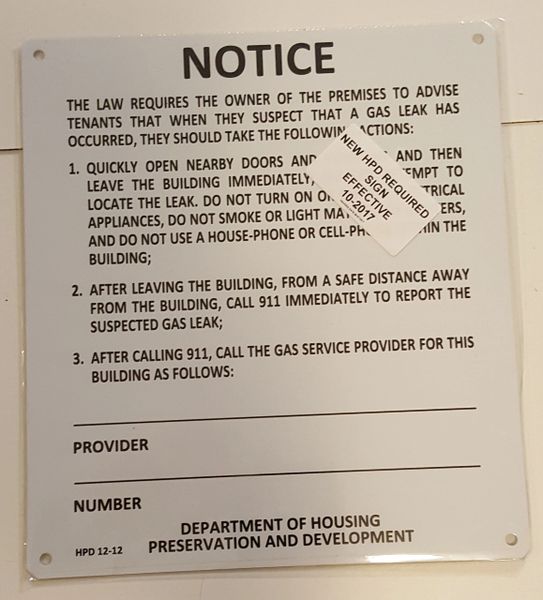 NOTICE
THE LAW REQUIRES THE OWNER OF THE PREMISES TO ADVISE
TENANTS THAT WHEN THEY SUSPECT THAT A GAS LEAK HAS
OCCURRED, THEY SHOULD TAKE THE FOLLOWIN CTIONS:
1. QUICKLY OPEN NEARBY DOORS AND AND THEN
LEAVE THE BUILDING IMMEDIATELY, EMPT TO
LOCATE THE LEAK. DO NOT TURN ON O TRICAL
APPLIANCES, DO NOT SMOKE OR LIGHT MA ERS,
AND DO NOT USE A HOUSE-PHONE OR CELL-PH IN THE
BUILDING;
NEW HPD REQUIRED
SIGN
EFFECTIVE
10-2017
2. AFTER LEAVING THE BUILDING, FROM A SAFE DISTANCE AWAY
FROM THE BUILDING, CALL 911 IMMEDIATELY TO REPORT THE
SUSPECTED GAS LEAK;
3. AFTER CALLING 911, CALL THE GAS SERVICE PROVIDER FOR THIS
BUILDING AS FOLLOWS:
PROVIDER
NUMBER
DEPARTMENT OF HOUSING
PRESERVATION AND DEVELOPMENT
HPD 12-12